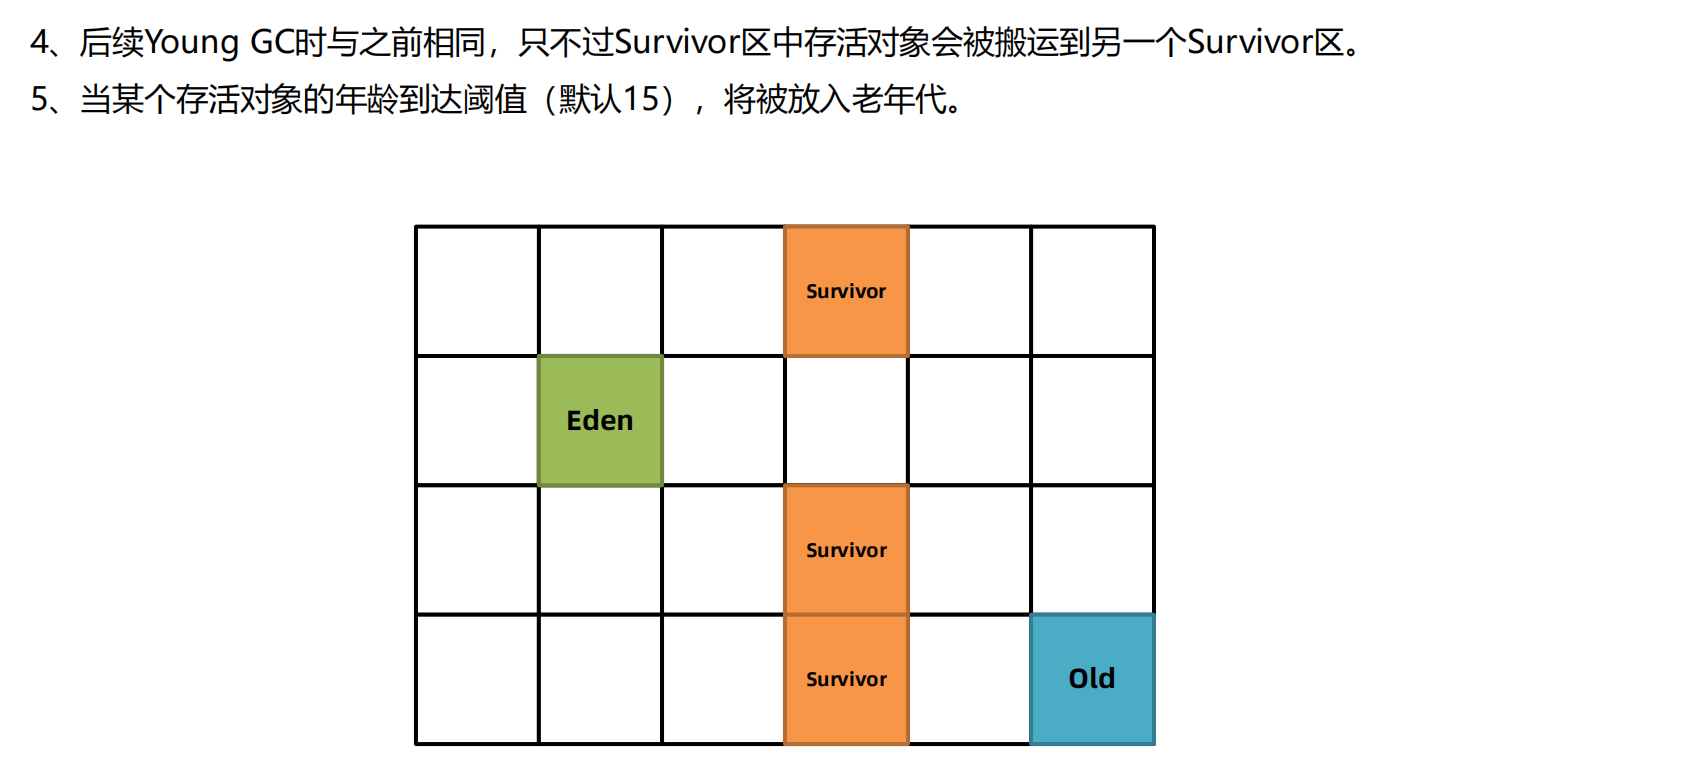 4、后续Young GC时与之前相同，只不过Survivor区中存活对象会被搬运到另一个Survivor区。
5、当某个存活对象的年龄到达阈值（默认15），将被放入老年代。
Survivor
Eden
Survivor
Survivor
Old